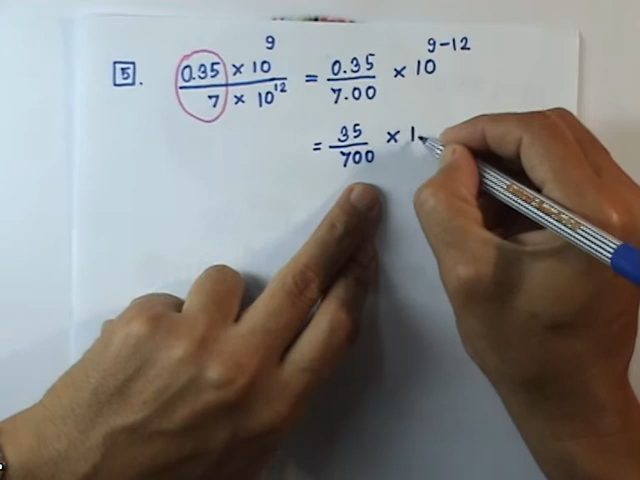 5. 0.35 × 10^9 / 7 × 10^12 = 0.35 / 7.00 × 10^9-12
= 35 / 700 × 1